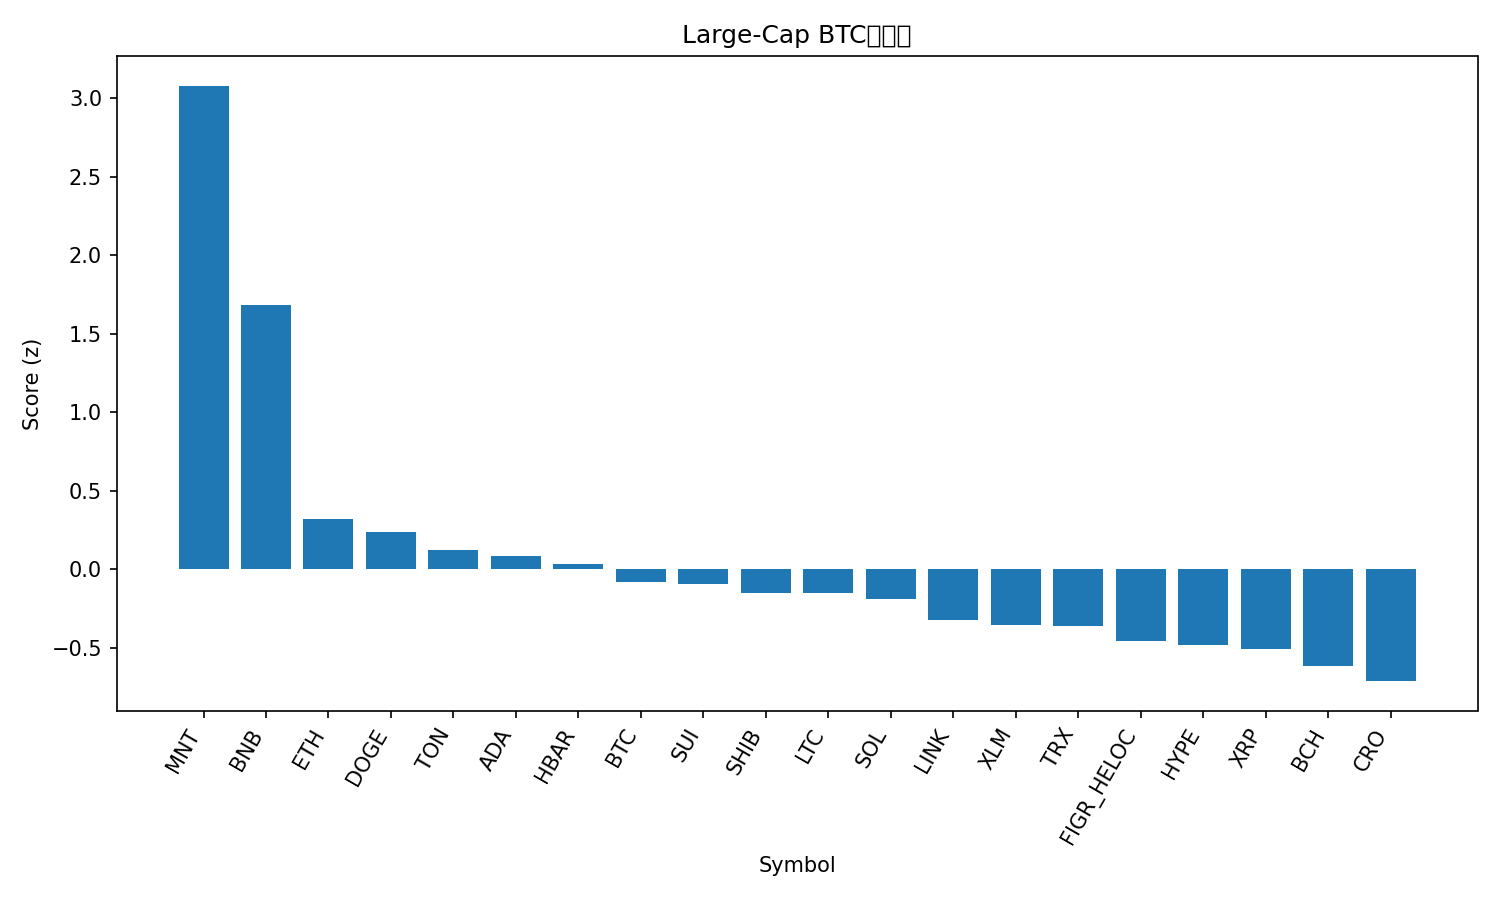 Large-Cap BTC
Score (z)
3.0
2.5
2.0
1.5
1.0
0.5
0.0
−0.5
MNT
BNB
ETH
DOGE
TON
ADA
HBAR
BTC
SUI
SHIB
LTC
SOL
LINK
XLM
TRX
FIGR_HELOC
HYPE
XRP
BCH
CRO
Symbol